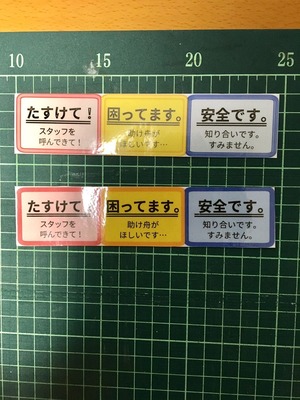 10 15 20 25
たすけて！
スタッフを
呼んできて！
困ってます。
助け舟が
ほしいです…
安全です。
知り合いです。
すみません。
たすけて！
スタッフを
呼んできて！
困ってます。
助け舟が
ほしいです…
安全です。
知り合いです。
すみません。